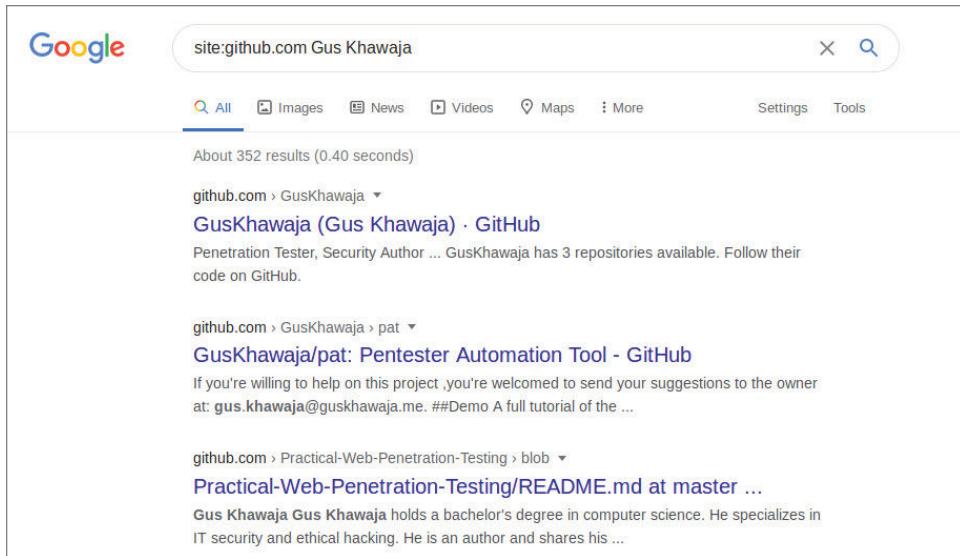 Google
site:github.com Gus Khawaja
All Images News Videos Maps More Settings Tools
About 352 results (0.40 seconds)
github.com › GusKhawaja
GusKhawaja (Gus Khawaja) · GitHub
Penetration Tester, Security Author ... GusKhawaja has 3 repositories available. Follow their
code on GitHub.
github.com › GusKhawaja › pat
GusKhawaja/pat: Pentester Automation Tool - GitHub
If you're willing to help on this project ,you're welcomed to send your suggestions to the owner
at: gus.khawaja@guskhawaja.me. ##Demo A full tutorial of the ...
github.com › Practical-Web-Penetration-Testing › blob
Practical-Web-Penetration-Testing/README.md at master ...
Gus Khawaja Gus Khawaja holds a bachelor's degree in computer science. He specializes in
IT security and ethical hacking. He is an author and shares his ...